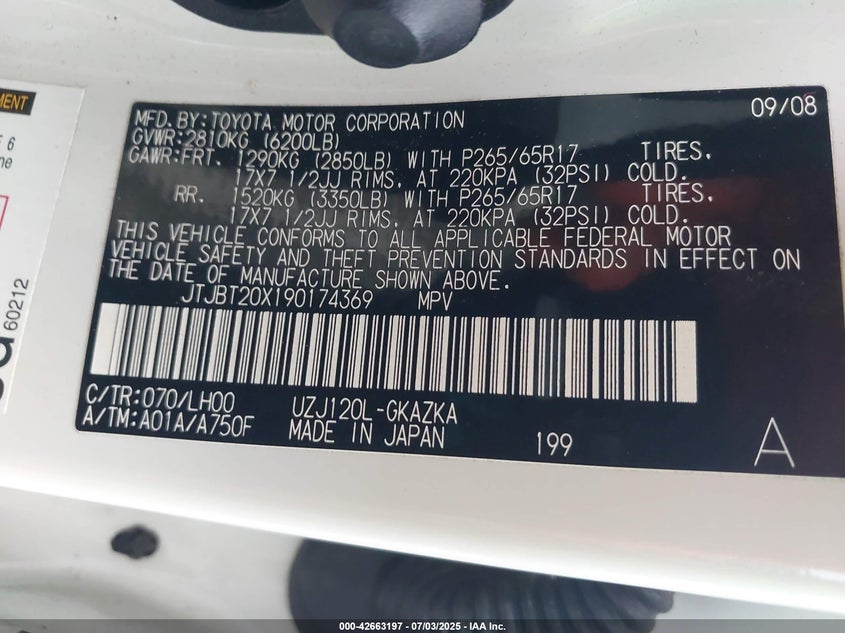 MENT
6
ne
60212
09/08
MFD.BY:TOYOTA MOTOR CORPORATION
GVWR:2810KG (6200LB)
GAWR:FRT. 1290KG (2850LB) WITH P265/65R17 TIRES,
17X7 1/2JJ RIMS, AT 220KPA (32PSI) COLD.
RR. 1520KG (3350LB) WITH P265/65R17 TIRES,
17X7 1/2JJ RIMS, AT 220KPA (32PSI) COLD.
THIS VEHICLE CONFORMS TO ALL APPLICABLE FEDERAL MOTOR
VEHICLE SAFETY AND THEFT PREVENTION STANDARDS IN EFFECT ON
THE DATE OF MANUFACTURE SHOWN ABOVE.
JTJBT20X190174369 MPV
C/TR:070/LH00 UZJ120L-GKAZKA
A/TM:A01A/A750F MADE IN JAPAN 199 A
000-42663197 - 07/03/2025 - IAA Inc.